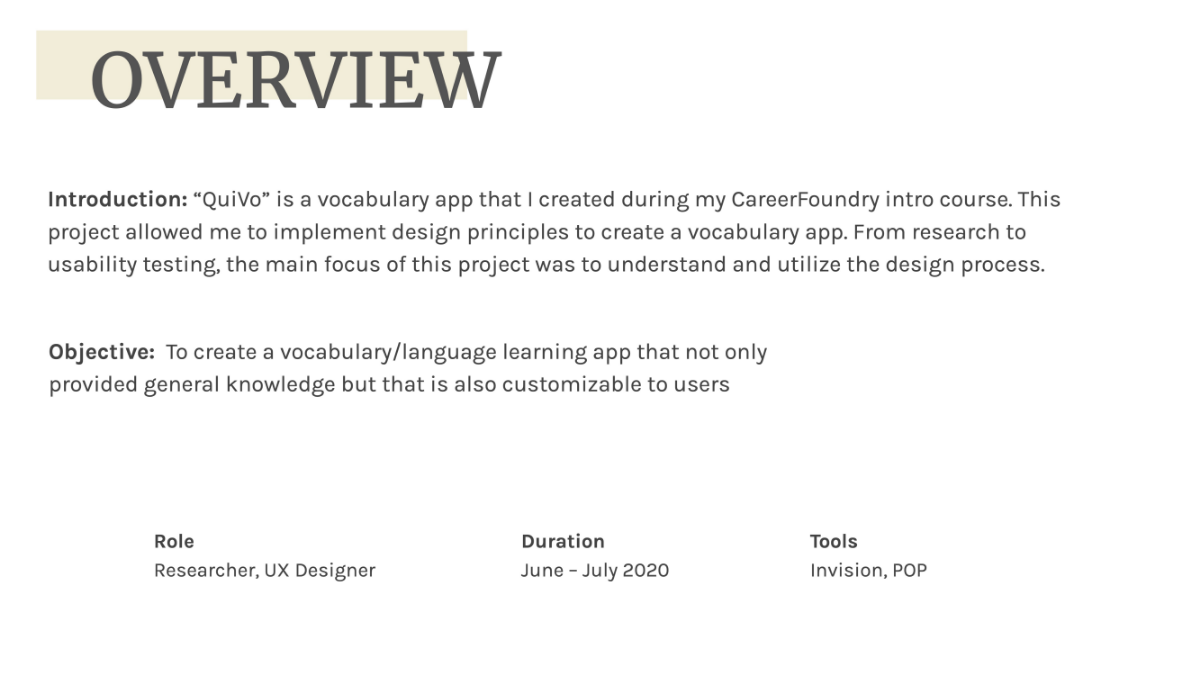 OVERVIEW
Introduction: “QuiVo” is a vocabulary app that I created during my CareerFoundry intro course. This
project allowed me to implement design principles to create a vocabulary app. From research to
usability testing, the main focus of this project was to understand and utilize the design process.
Objective: To create a vocabulary/language learning app that not only
provided general knowledge but that is also customizable to users
Role
Researcher, UX Designer
Duration
June – July 2020
Tools
Invision, POP